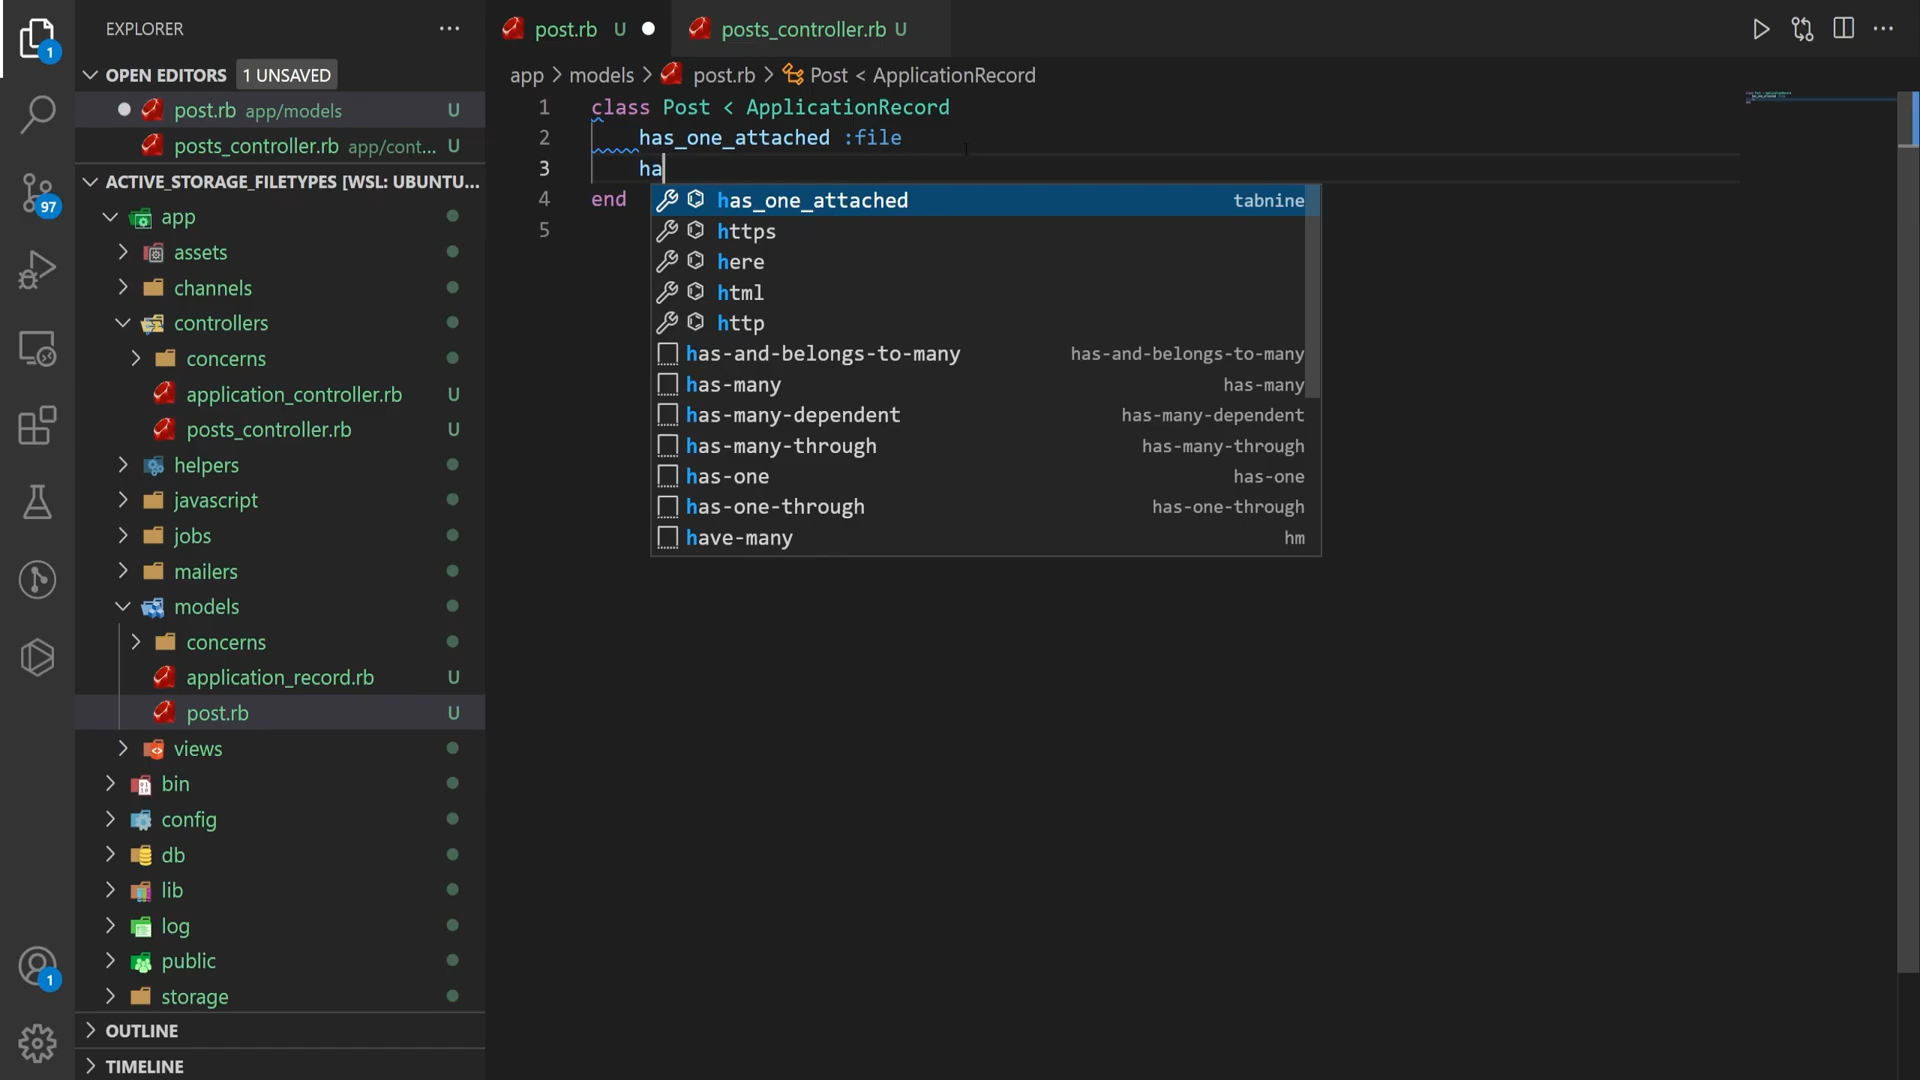 EXPLORER
OPEN EDITORS 1 UNSAVED
post.rb app/models U
posts_controller.rb app/cont... U
ACTIVE_STORAGE_FILETYPES [WSL: UBUNTU...
app
assets
channels
controllers
concerns
application_controller.rb U
posts_controller.rb U
helpers
javascript
jobs
mailers
models
concerns
application_record.rb U
post.rb U
views
bin
config
db
lib
log
public
storage
OUTLINE
TIMELINE
1
97
1
post.rb U
posts_controller.rb U
app > models > post.rb > Post < ApplicationRecord
1 class Post < ApplicationRecord
2 has_one_attached :file
3 ha
4 end
5
has_one_attached tabnine
https
here
html
http
has-and-belongs-to-many has-and-belongs-to-many
has-many has-many
has-many-dependent has-many-dependent
has-many-through has-many-through
has-one has-one
has-one-through has-one-through
have-many hm